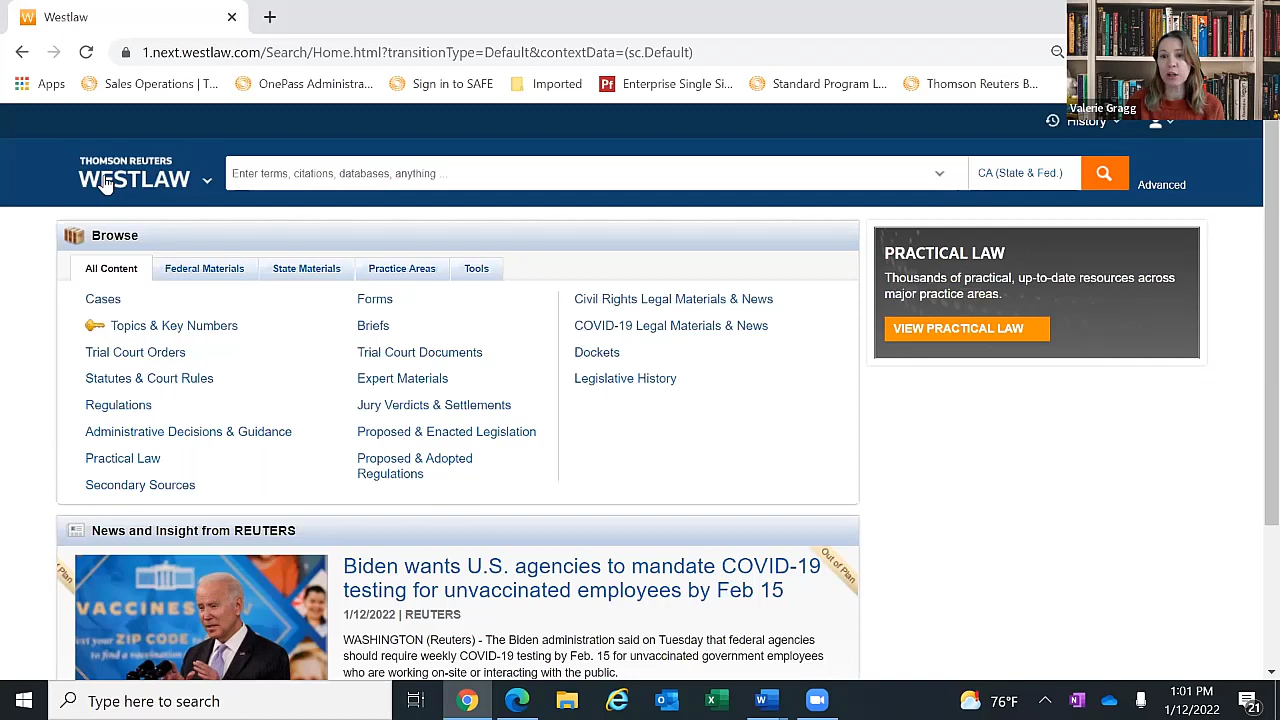 Westlaw
1.next.westlaw.com/Search/Home.html?transitionType=Default&contextData=(sc.Default)
Apps
Sales Operations | T...
OnePass Administra...
Sign in to SAFE
Imported
Enterprise Single Si...
Standard Program L...
Thomson Reuters B...
Valerie Gragg
History
THOMSON REUTERS
WESTLAW
Enter terms, citations, databases, anything ...
CA (State & Fed.)
Advanced
Browse
All Content
Federal Materials
State Materials
Practice Areas
Tools
Cases
Topics & Key Numbers
Trial Court Orders
Statutes & Court Rules
Regulations
Administrative Decisions & Guidance
Practical Law
Secondary Sources
Forms
Briefs
Trial Court Documents
Expert Materials
Jury Verdicts & Settlements
Proposed & Enacted Legislation
Proposed & Adopted
Regulations
Civil Rights Legal Materials & News
COVID-19 Legal Materials & News
Dockets
Legislative History
PRACTICAL LAW
Thousands of practical, up-to-date resources across
major practice areas.
VIEW PRACTICAL LAW
News and Insight from REUTERS
Plan
VACCINES
ZIP CODE
Biden wants U.S. agencies to mandate COVID-19
testing for unvaccinated employees by Feb 15
Out of Plan
1/12/2022 | REUTERS
WASHINGTON (Reuters) - The Biden administration said on Tuesday that federal agencies
should require weekly COVID-19 testing by Feb. 15 for unvaccinated government employees
who are working on-site or interacting with the public.
Type here to search
76°F
1:01 PM
1/12/2022
21